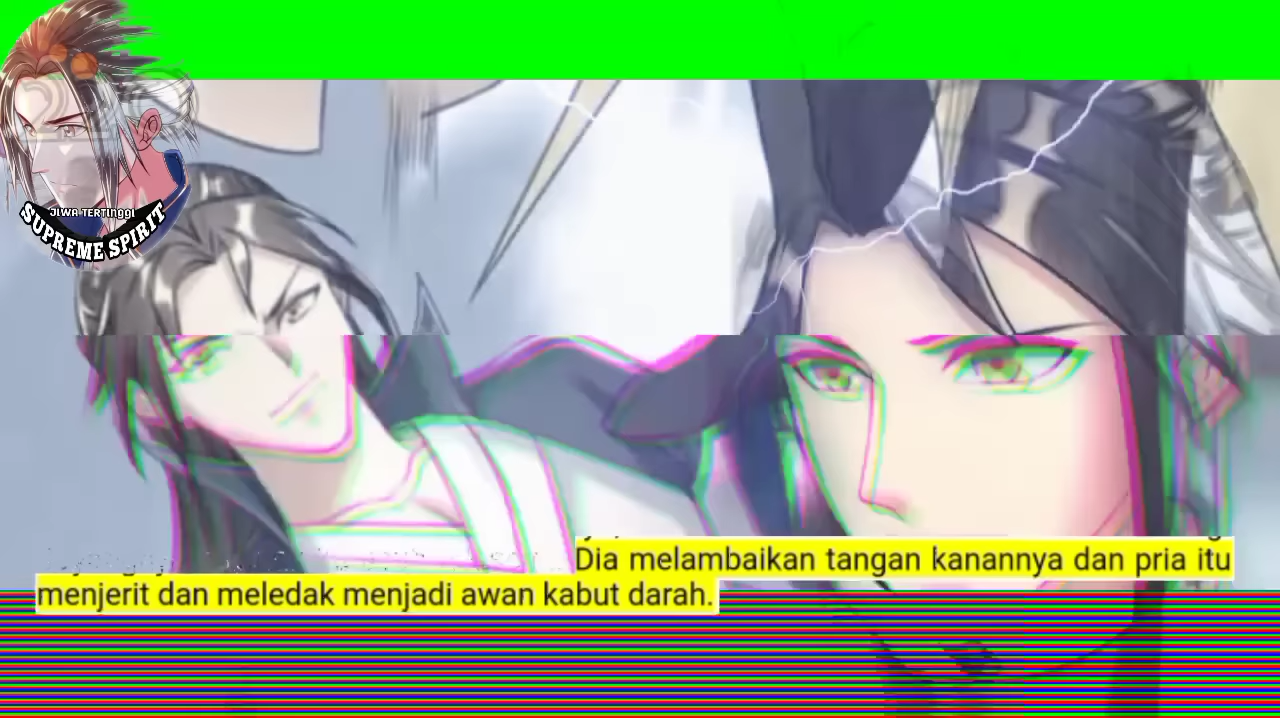 JIWA TERTINGGI
SUPREME SPIRIT
Dia melambaikan tangan kanannya dan pria itu
menjerit dan meledak menjadi awan kabut darah.